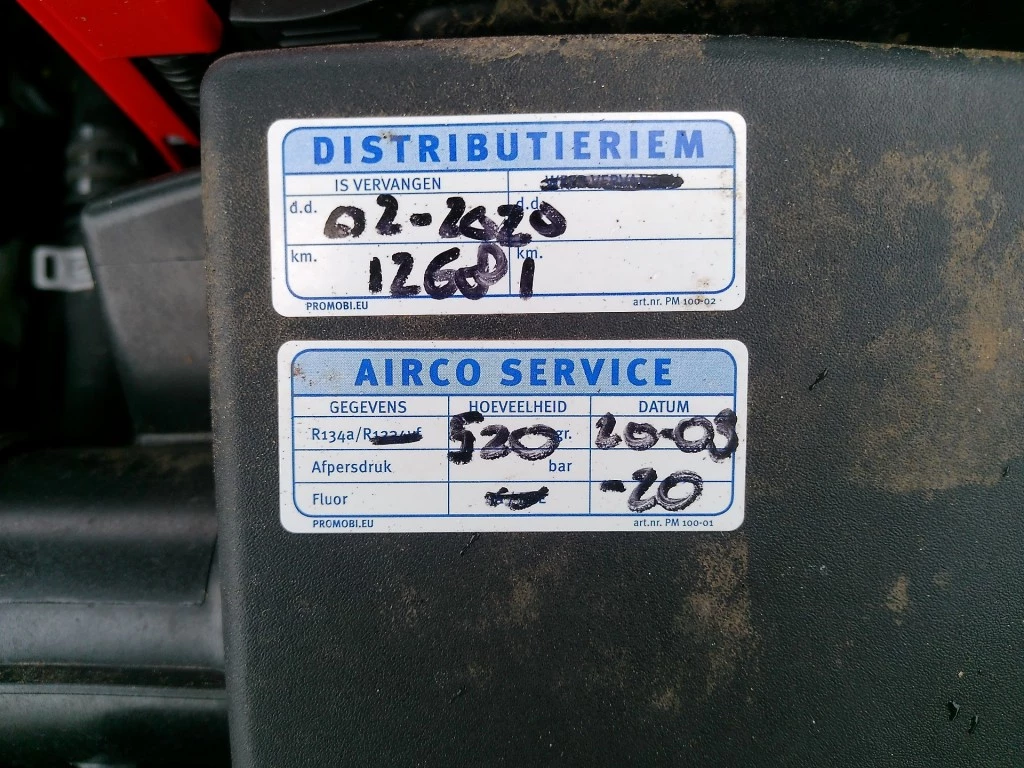 DISTRIBUTIERIEM
IS VERVANGEN
d.d. 02-2020 d.d.
km. 126801 km.
PROMOBI.EU art.nr. PM 100-02
AIRCO SERVICE
GEGEVENS HOEVEELHEID DATUM
R134a/ 520 gr. 20-03
Afpersdruk bar -20
Fluor
PROMOBI.EU art.nr. PM 100-01